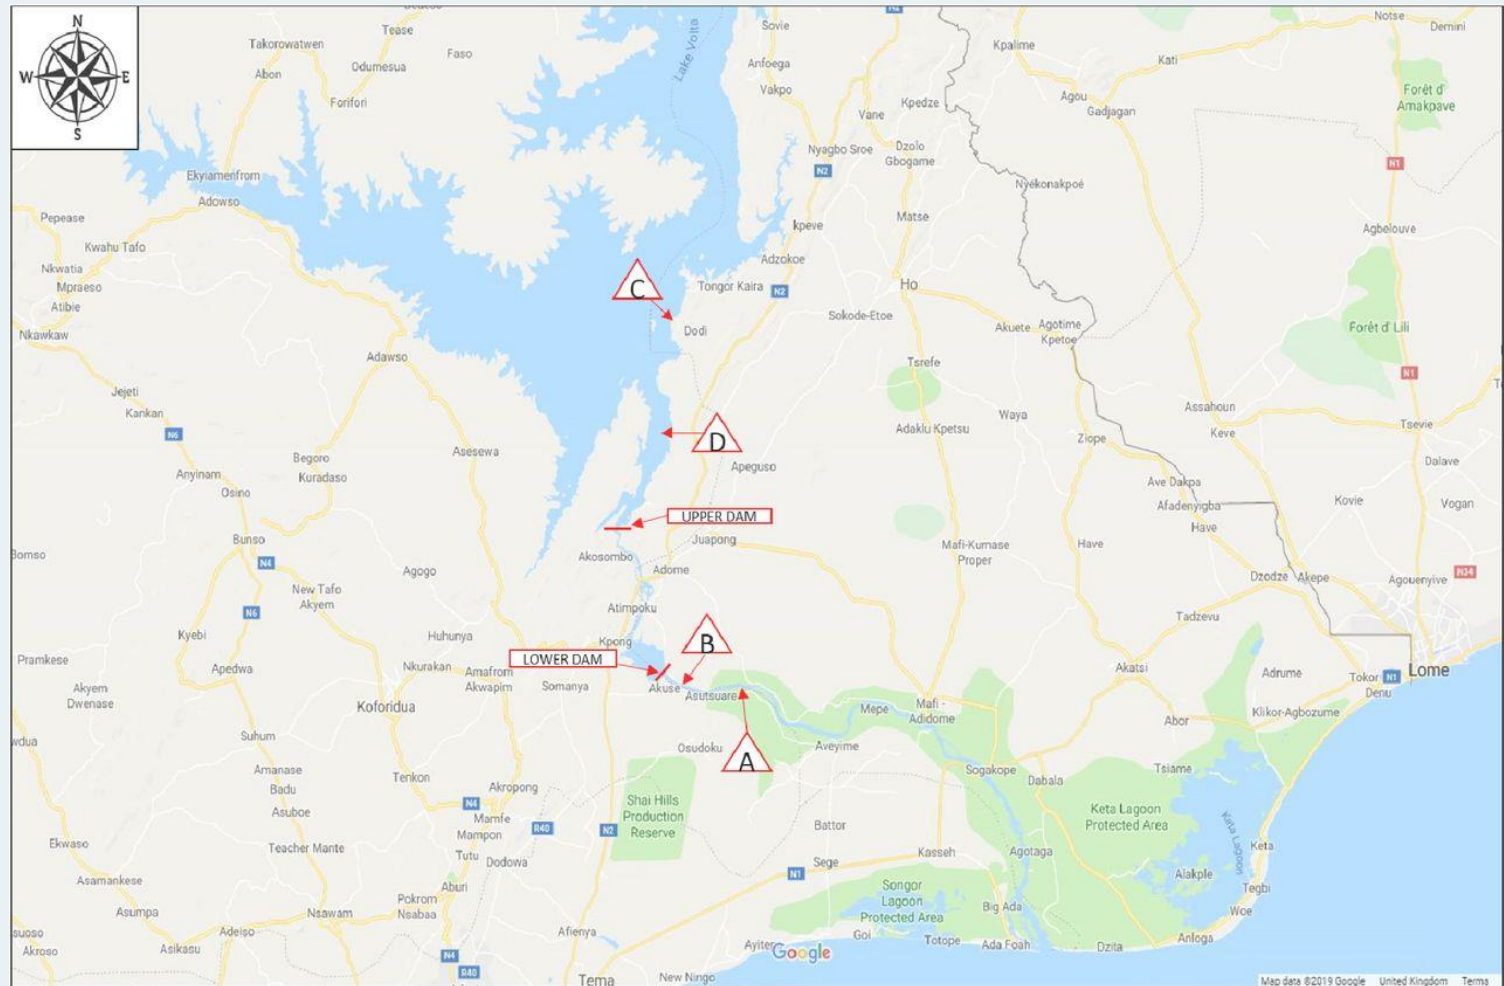 N
W
E
S
Takorowatwen
Tease
Abon
Odumesua
Faso
Forifori
Ekyiamenfrom
Adowso
Lake Volta
Sovie
Anfoega
Vakpo
Kpedze
Vane
Nyagbo Sroe
Dzolo
Gbogame
N2
Kpalime
Kati
Agou
Gadjagan
Notse
Demini
Forêt d'
Amakpave
N1
Nyékonakpoé
Matse
Ikpeve
Adzokoe
Agbelouve
Pepease
Kwahu Tafo
Nkwatia
Mpraeso
Atibie
Nkawkaw
C
Tongor Kaira
N2
Ho
Dodi
Sokode-Etoe
Akuete
Agotime
Kpetoe
Forêt d' Lili
N1
Adawso
Tsrefe
Jejeti
Kankan
N6
Assahoun
Keve
Tsevie
Waya
Adaklu Kpetsu
Ziope
D
Begoro
Kuradaso
Asesewa
Apeguso
Anyinam
Osino
Ave Dakpa
Afadenyigba
Have
Dalave
Kovie
Vogan
UPPER DAM
Bunso
N4
Akosombo
Juapong
Mafi-Kumase
Proper
Have
Adome
Agogo
New Tafo
Akyem
N6
Atimpoku
Dzodze
Akepe
Agouenyive
N34
Tadzevu
Kyebi
Huhunya
Kpong
B
LOWER DAM
Pramkese
Apedwa
Nkurakan
Amafrom
Akwapim
Somanya
Akuse
Asutsuare
Akatsi
Adrume
Lome
Tokor
N1
Denu
Akyem
Dwenase
Koforidua
Mepe
Mafi -
Adidome
Abor
Klikor-Agbozume
Suhum
Osudoku
A
Aveyime
Sogakope
Dabala
Tsiame
Amanase
Badu
Asuboe
Tenkon
Akropong
N4
Mamfe
Mampon
R40
N2
Shai Hills
Production
Reserve
Battor
Keta Lagoon
Protected Area
Keta Lagoon
Keta
Ekwaso
Teacher Mante
Tutu
Dodowa
Kasseh
Agotaga
Sege
N1
Asamankese
Aburi
Pokrom
Nsabaa
Alakple
Tegbi
Woe
Songor
Lagoon
Protected Area
Big Ada
Asumpa
Nsawam
Adeiso
Asikasu
Akroso
Afienya
Goi
Totope
Ada Foah
Dzita
Anloga
N4
R40
Tema
New Ningo
Google
Map data ©2019 Google
United Kingdom
Terms